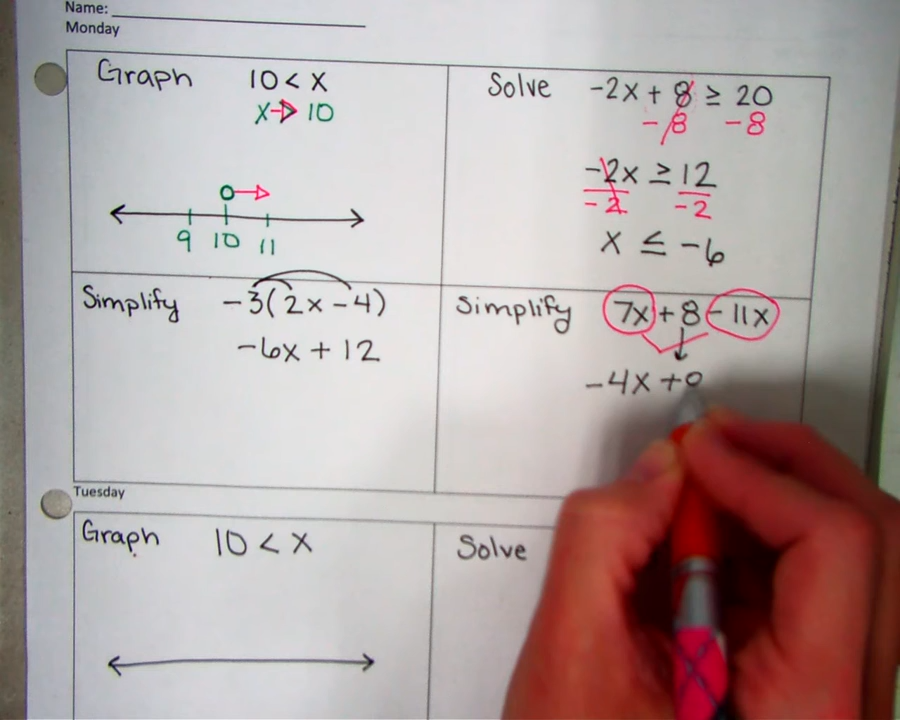 Name:
Monday
Graph 10 < x
x > 10
9 10 11
Solve -2x + 8 ≥ 20
-8 -8
-2x ≥ 12
-2 -2
x ≤ -6
Simplify -3(2x - 4)
-6x + 12
Simplify 7x + 8 - 11x
-4x +
Tuesday
Graph 10 < x
Solve